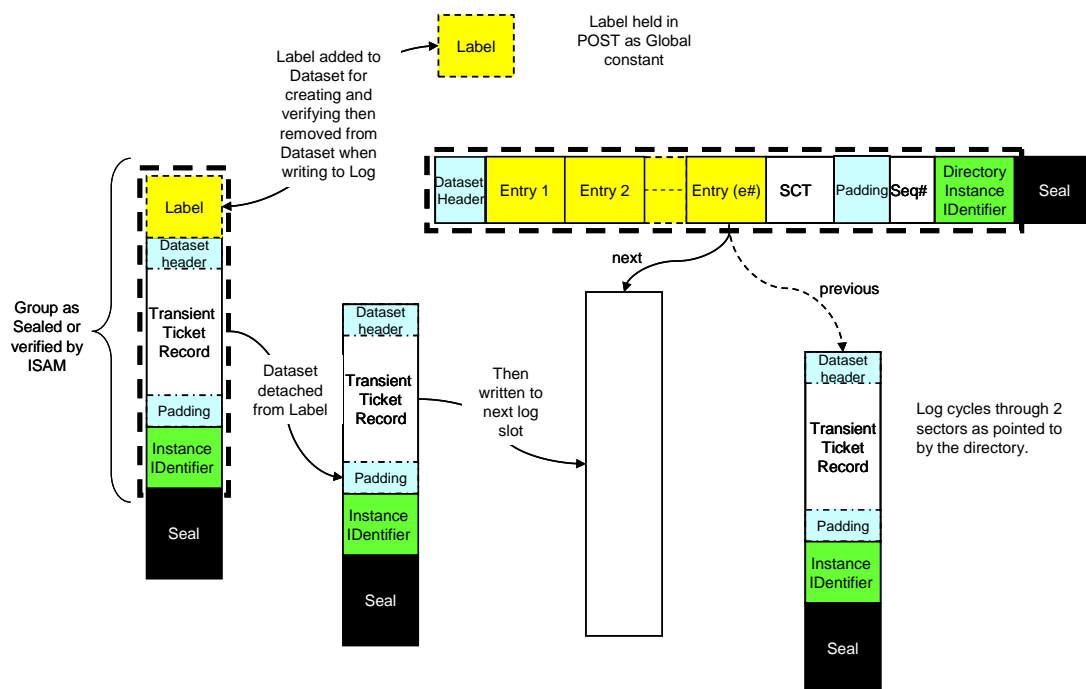 Label
Label held in
POST as Global
constant
Label added to
Dataset for
creating and
verifying then
removed from
Dataset when
writing to Log
Dataset
Header
Entry 1
Entry 2
Entry (e#)
SCT
Padding
Seq#
Directory
Instance
IDentifier
Seal
Group as
Sealed or
verified by
ISAM
Label
Dataset
header
Transient
Ticket
Record
Padding
Instance
IDentifier
Seal
Dataset
detached
from Label
Dataset
header
Transient
Ticket
Record
Padding
Instance
IDentifier
Seal
Then
written to
next log
slot
next
previous
Dataset
header
Transient
Ticket
Record
Padding
Instance
IDentifier
Seal
Log cycles through 2
sectors as pointed to
by the directory.